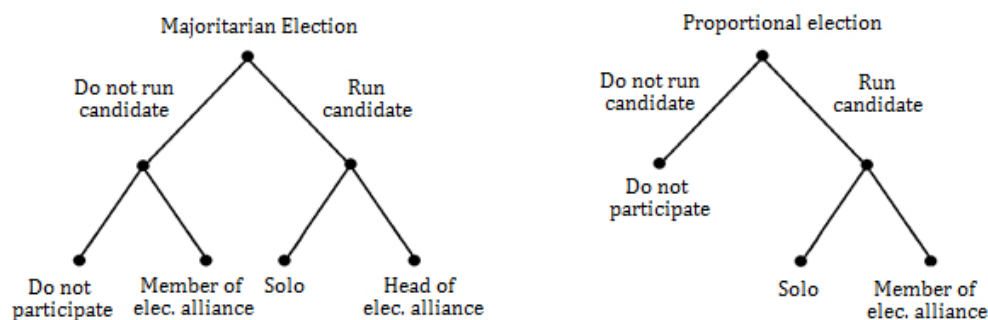 Majoritarian Election
Do not run
candidate
Run
candidate
Do not
participate
Member of
elec. alliance
Solo
Head of
elec. alliance
Proportional election
Do not run
candidate
Run
candidate
Do not
participate
Solo
Member of
elec. alliance